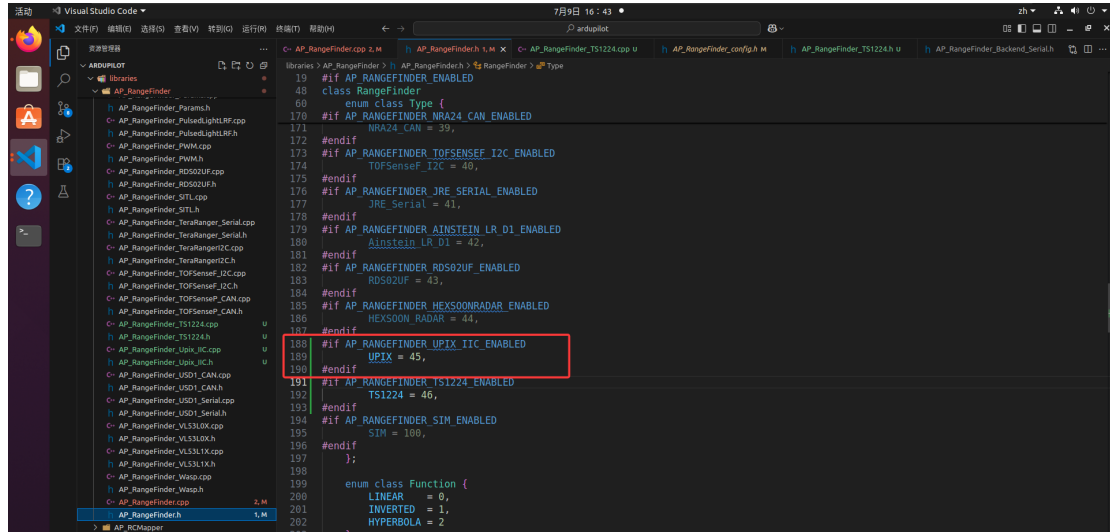 活动
Visual Studio Code
7月9日 16：43
zh
文件(F) 编辑(E) 选择(S) 查看(V) 转到(G) 运行(R) 终端(T) 帮助(H)
ardupilot
资源管理器
AP_RangeFinder.cpp 2, M
AP_RangeFinder.h 1, M
AP_RangeFinder_TS1224.cpp U
AP_RangeFinder_config.h M
AP_RangeFinder_TS1224.h U
AP_RangeFinder_Backend_Serial.h
libraries > AP_RangeFinder > AP_RangeFinder.h > RangeFinder > Type
ARDUPILOT
libraries
AP_RangeFinder
AP_RangeFinder_Params.h
AP_RangeFinder_PulsedLightLRF.cpp
AP_RangeFinder_PulsedLightLRF.h
AP_RangeFinder_PWM.cpp
AP_RangeFinder_PWM.h
AP_RangeFinder_RDS02UF.cpp
AP_RangeFinder_RDS02UF.h
AP_RangeFinder_SITL.cpp
AP_RangeFinder_SITL.h
AP_RangeFinder_TeraRanger_Serial.cpp
AP_RangeFinder_TeraRanger_Serial.h
AP_RangeFinder_TeraRangerI2C.cpp
AP_RangeFinder_TeraRangerI2C.h
AP_RangeFinder_TOFSenseF_I2C.cpp
AP_RangeFinder_TOFSenseF_I2C.h
AP_RangeFinder_TOFSenseP_CAN.cpp
AP_RangeFinder_TOFSenseP_CAN.h
AP_RangeFinder_TS1224.cpp U
AP_RangeFinder_TS1224.h U
AP_RangeFinder_Upix_IIC.cpp U
AP_RangeFinder_Upix_IIC.h U
AP_RangeFinder_USD1_CAN.cpp
AP_RangeFinder_USD1_CAN.h
AP_RangeFinder_USD1_Serial.cpp
AP_RangeFinder_USD1_Serial.h
AP_RangeFinder_VL53L0X.cpp
AP_RangeFinder_VL53L0X.h
AP_RangeFinder_VL53L1X.cpp
AP_RangeFinder_VL53L1X.h
AP_RangeFinder_Wasp.cpp
AP_RangeFinder_Wasp.h
AP_RangeFinder.cpp 2, M
AP_RangeFinder.h 1, M
AP_RCMapper
19 #if AP_RANGEFINDER_ENABLED
48 class RangeFinder
60 enum class Type {
170 #if AP_RANGEFINDER_NRA24_CAN_ENABLED
171 NRA24_CAN = 39,
172 #endif
173 #if AP_RANGEFINDER_TOFSENSEF_I2C_ENABLED
174 TOFSenseF_I2C = 40,
175 #endif
176 #if AP_RANGEFINDER_JRE_SERIAL_ENABLED
177 JRE_Serial = 41,
178 #endif
179 #if AP_RANGEFINDER_AINSTEIN_LR_D1_ENABLED
180 Ainstein_LR_D1 = 42,
181 #endif
182 #if AP_RANGEFINDER_RDS02UF_ENABLED
183 RDS02UF = 43,
184 #endif
185 #if AP_RANGEFINDER_HEXSOONRADAR_ENABLED
186 HEXSOON_RADAR = 44,
187 #endif
188 #if AP_RANGEFINDER_UPIX_IIC_ENABLED
189 UPIX = 45,
190 #endif
191 #if AP_RANGEFINDER_TS1224_ENABLED
192 TS1224 = 46,
193 #endif
194 #if AP_RANGEFINDER_SIM_ENABLED
195 SIM = 100,
196 #endif
197 };
198
199 enum class Function {
200 LINEAR = 0,
201 INVERTED = 1,
202 HYPERBOLA = 2